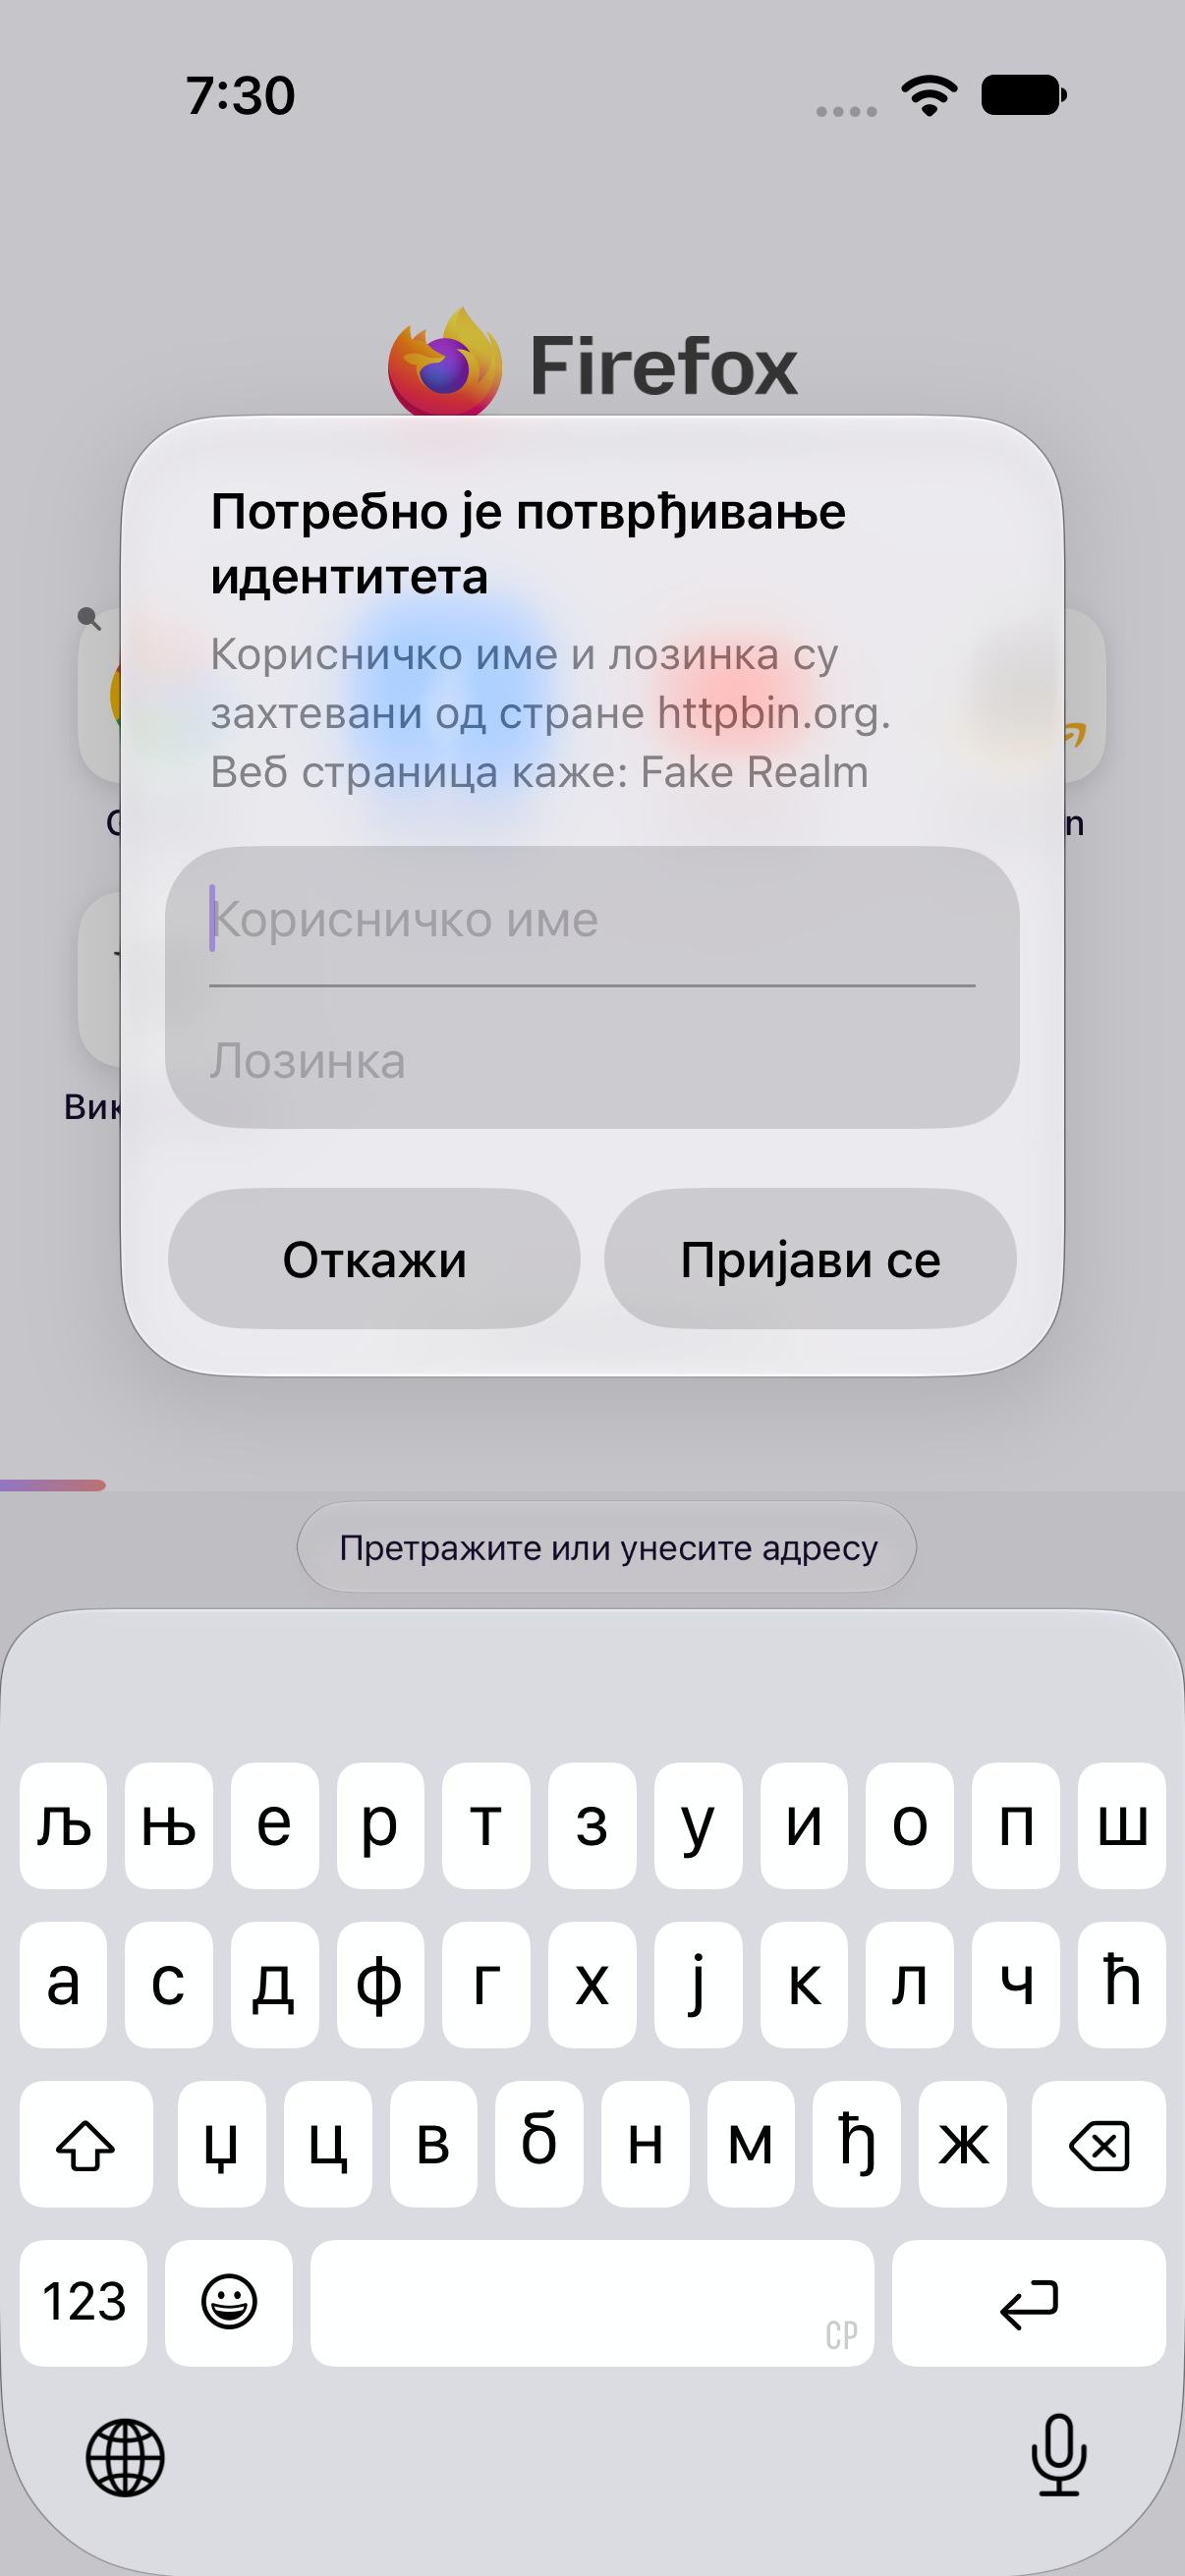 7:30
Firefox
Потребно је потврђивање
идентитета
Корисничко име и лозинка су
захтевани од стране httpbin.org.
Веб страница каже: Fake Realm
Корисничко име
Лозинка
Откажи
Пријави се
Претражите или унесите адресу
љ њ е р т з у и о п ш
а с д ф г х ј к л ч ћ
џ ц в б н м ђ ж
123
СР